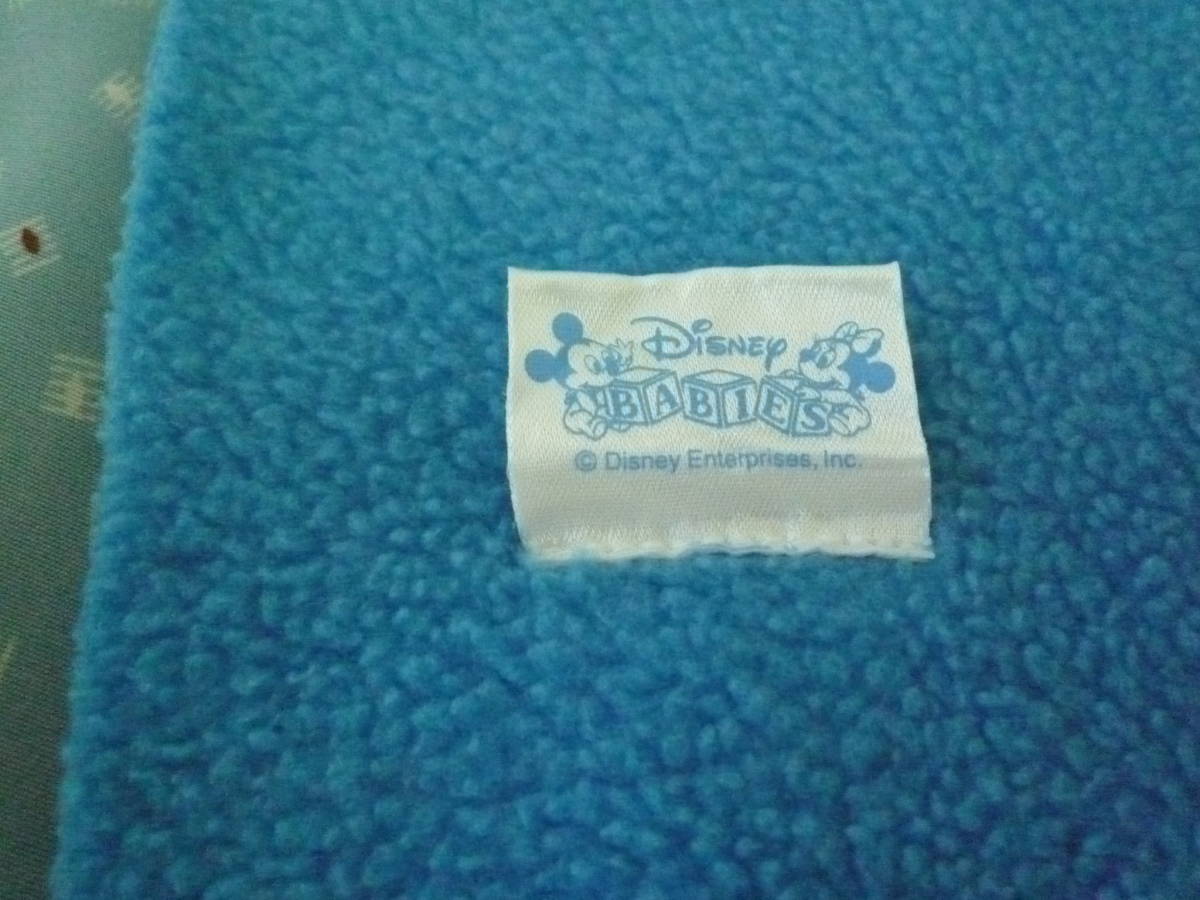 Disney
BABIES
© Disney Enterprises, Inc.